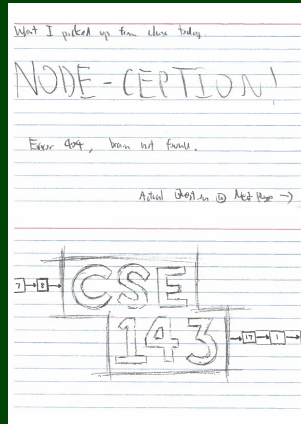 What I picked up from class today
NODE-CEPTION!
Error 404, brain not found.
Actual Question @ Next page →
7 → 8 → CSE
143 → 17 → 1 →